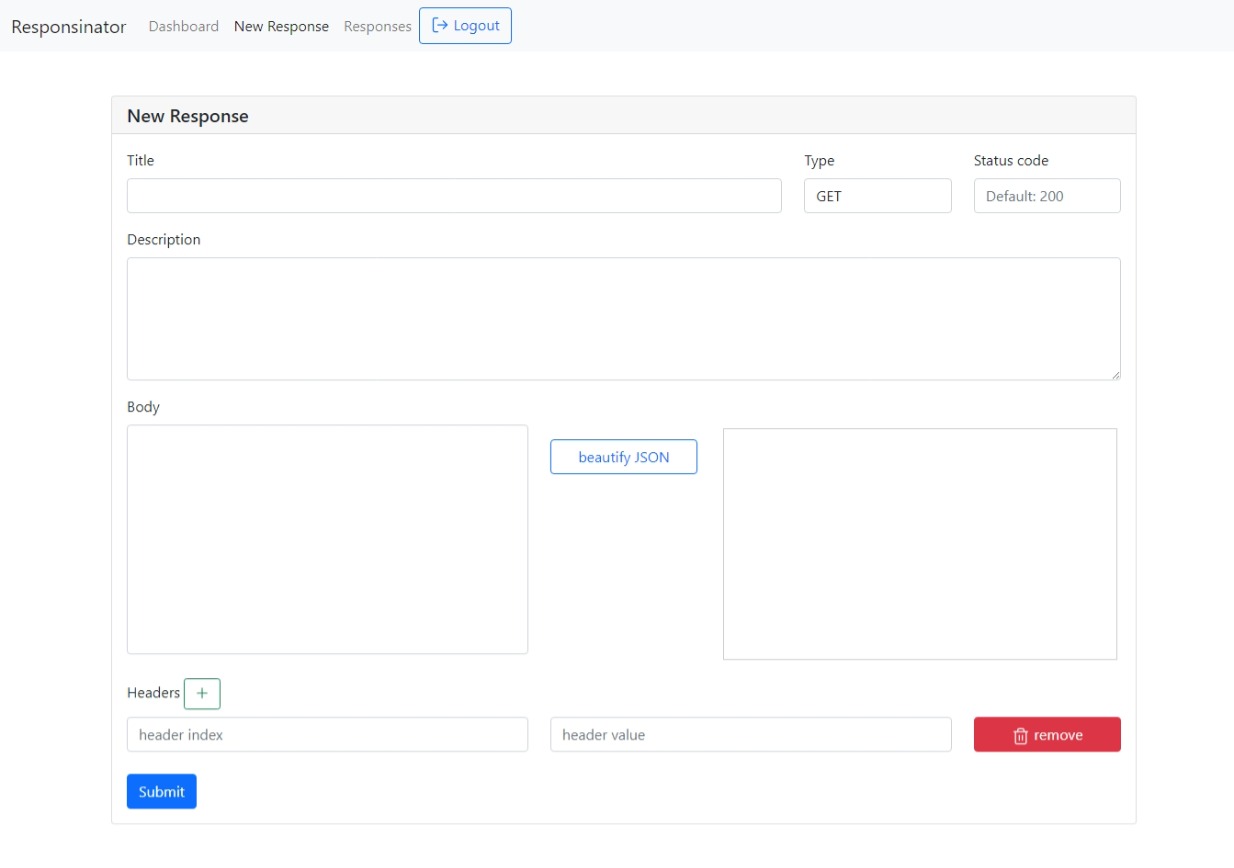 Responsinator Dashboard New Response Responses Logout
New Response
Title Type Status code
GET Default: 200
Description
Body
beautify JSON
Headers +
header index header value remove
Submit